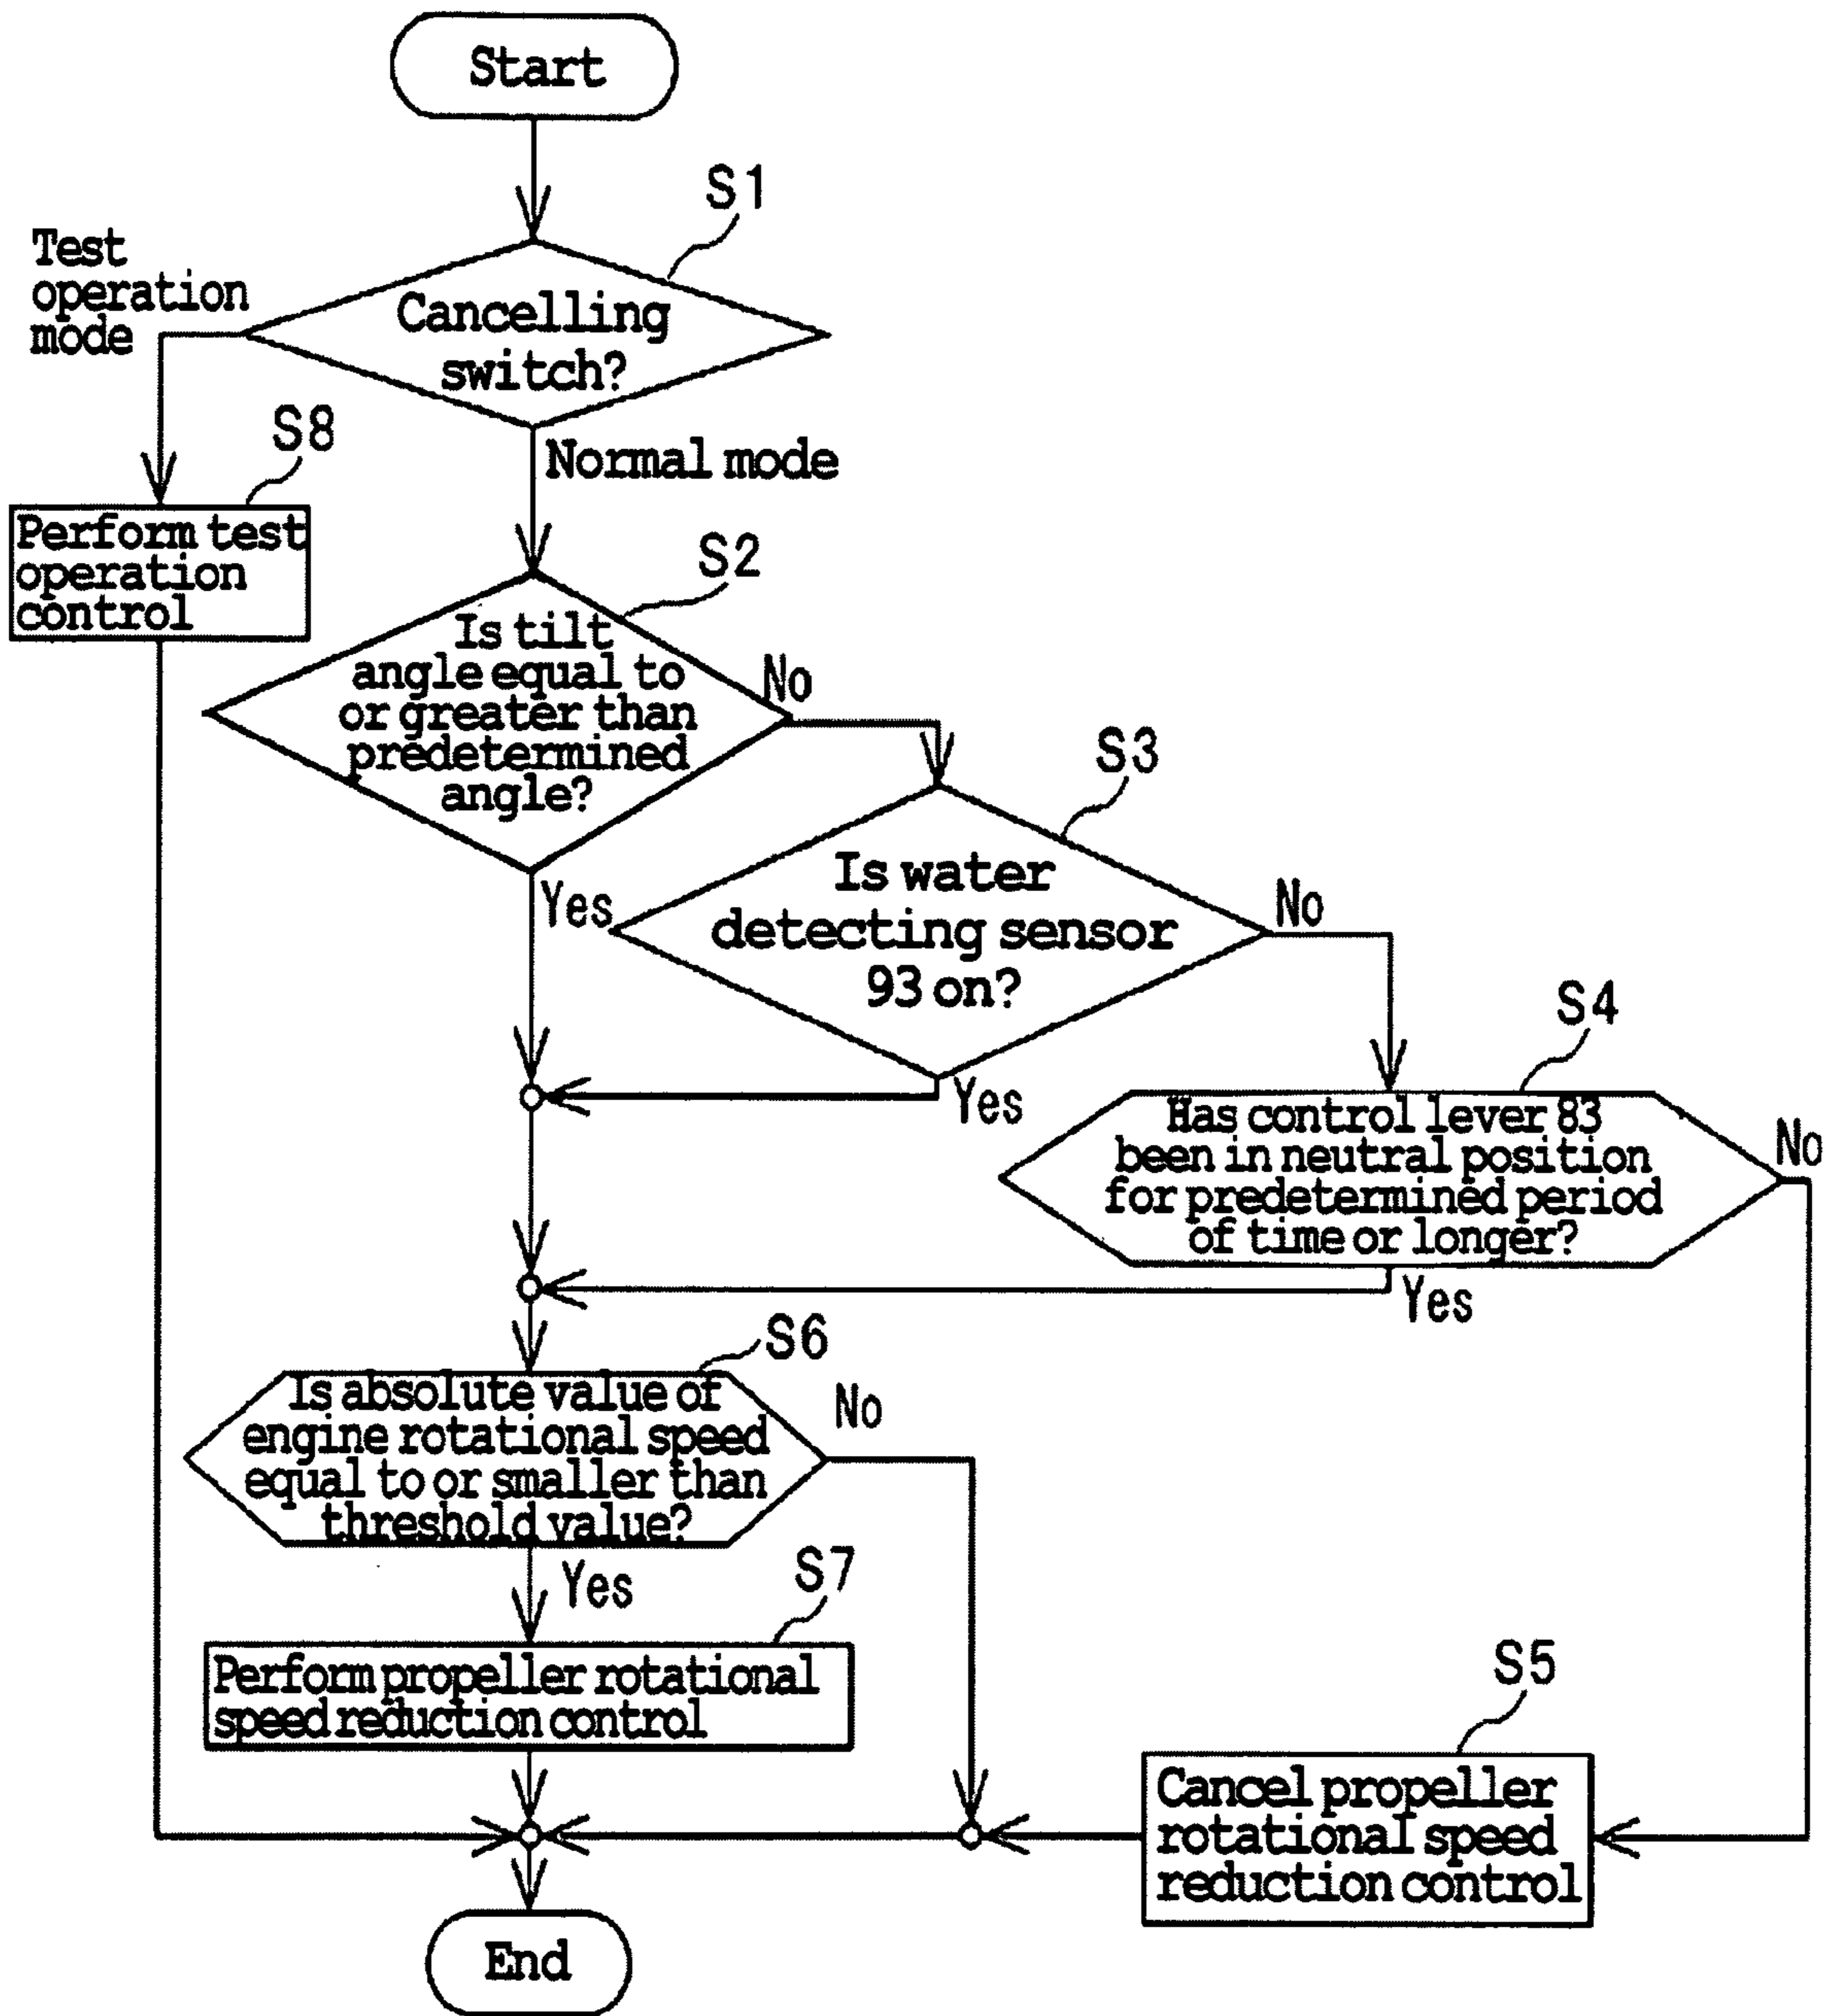 Start
S1
Test
operation
mode
Cancelling
switch?
S8
Normal mode
Perform test
operation
control
S2
Is tilt
angle equal to
or greater than
predetermined
angle?
No
S3
Yes
Is water
detecting sensor
93 on?
No
S4
Yes
Has control lever 83
been in neutral position
for predetermined period
of time or longer?
No
Yes
S6
Is absolute value of
engine rotational speed
equal to or smaller than
threshold value?
No
Yes
S7
Perform propeller rotational
speed reduction control
S5
Cancel propeller
rotational speed
reduction control
End